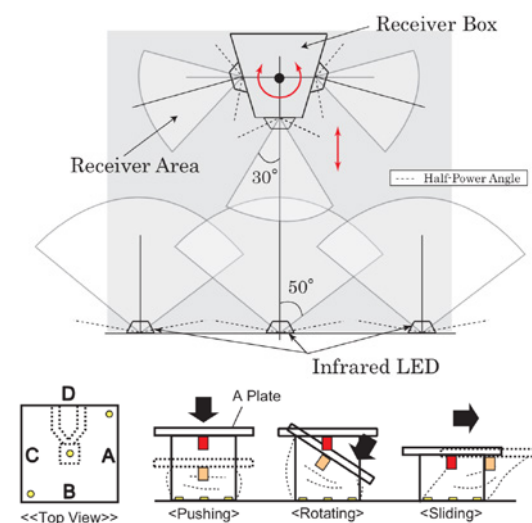 Receiver Box
Receiver Area
30°
Half-Power Angle
50°
Infrared LED
D
A Plate
C
A
B
<<Top View>>
<Pushing>
<Rotating>
<Sliding>